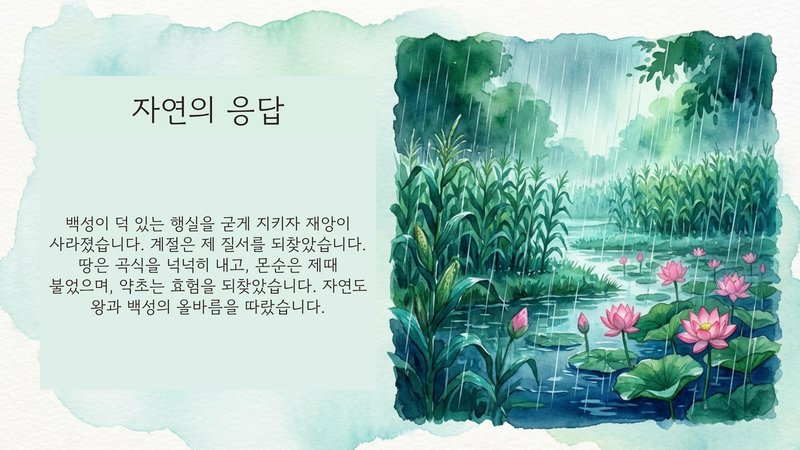 자연의 응답
백성이 덕 있는 행실을 굳게 지키자 재앙이
사라졌습니다. 계절은 제 질서를 되찾았습니다.
땅은 곡식을 넉넉히 내고, 몬순은 제때
불었으며, 약초는 효험을 되찾았습니다. 자연도
왕과 백성의 올바름을 따랐습니다.